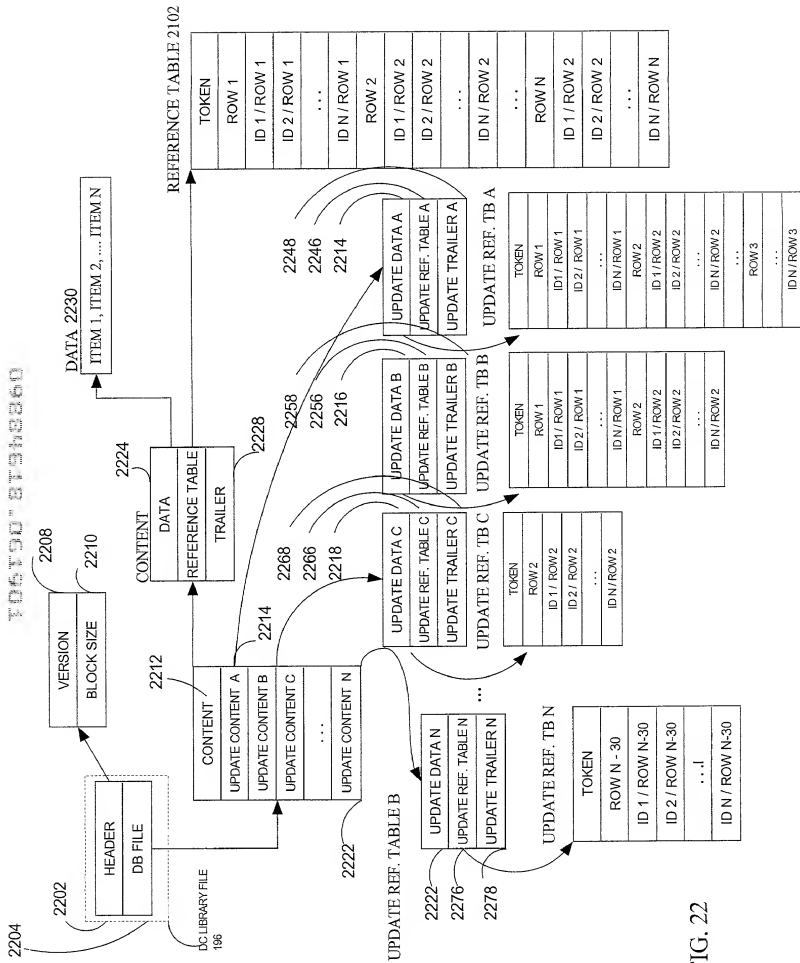 2202
2204
HEADER
DB FILE
DC LIBRARY FILE
196
2208
2210
VERSION
BLOCK SIZE
2212
CONTENT
UPDATE CONTENT A
UPDATE CONTENT B
UPDATE CONTENT C
...
UPDATE CONTENT N
2214
2222
CONTENT
2224
DATA
REFERENCE TABLE
TRAILER
2228
DATA 2230
ITEM 1, ITEM 2, .... ITEM N
REFERENCE TABLE 2102
TOKEN
ROW 1
ID 1 / ROW 1
ID 2 / ROW 1
...
ID N / ROW 1
ROW 2
ID 1 / ROW 2
ID 2 / ROW 2
...
ID N / ROW 2
...
ROW N
ID 1 / ROW 2
ID 2 / ROW 2
...
ID N / ROW N
2248
2246
2214
UPDATE DATA A
UPDATE REF. TABLE A
UPDATE TRAILER A
UPDATE REF. TB A
TOKEN
ROW 1
ID1 / ROW 1
ID 2 / ROW 1
...
ID N / ROW 1
ROW 2
ID 1/ ROW 2
ID 2 / ROW 2
...
ID N / ROW 2
...
ROW 3
...
ID N / ROW 3
2258
2256
2216
UPDATE DATA B
UPDATE REF. TABLE B
UPDATE TRAILER B
UPDATE REF. TB B
TOKEN
ROW 1
ID1 / ROW 1
ID 2 / ROW 1
...
ID N / ROW 1
ROW 2
ID 1/ ROW 2
ID 2 / ROW 2
...
ID N / ROW 2
2268
2266
2218
UPDATE DATA C
UPDATE REF. TABLE C
UPDATE TRAILER C
UPDATE REF. TB C
TOKEN
ROW 2
ID 1 / ROW 2
ID 2 / ROW 2
...
ID N / ROW 2
...
UPDATE REF. TABLE B
UPDATE DATA N
UPDATE REF. TABLE N
UPDATE TRAILER N
2222
2276
2278
UPDATE REF. TB N
TOKEN
ROW N - 30
ID 1 / ROW N-30
ID 2 / ROW N-30
...I
ID N / ROW N-30
FIG. 22